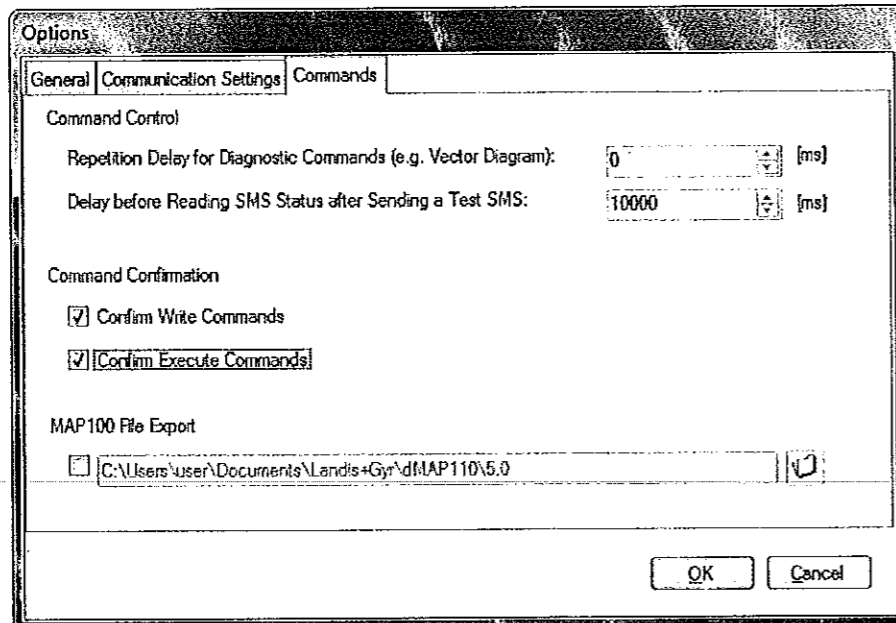 Options
General Communication Settings Commands
Command Control
Repetition Delay for Diagnostic Commands (e.g. Vector Diagram): 0 [ms]
Delay before Reading SMS Status after Sending a Test SMS: 10000 [ms]
Command Confirmation
Confirm Write Commands
Confirm Execute Commands
MAP100 File Export
C:\Users\user\Documents\Landis+Gyr\dMAP110\5.0
OK Cancel